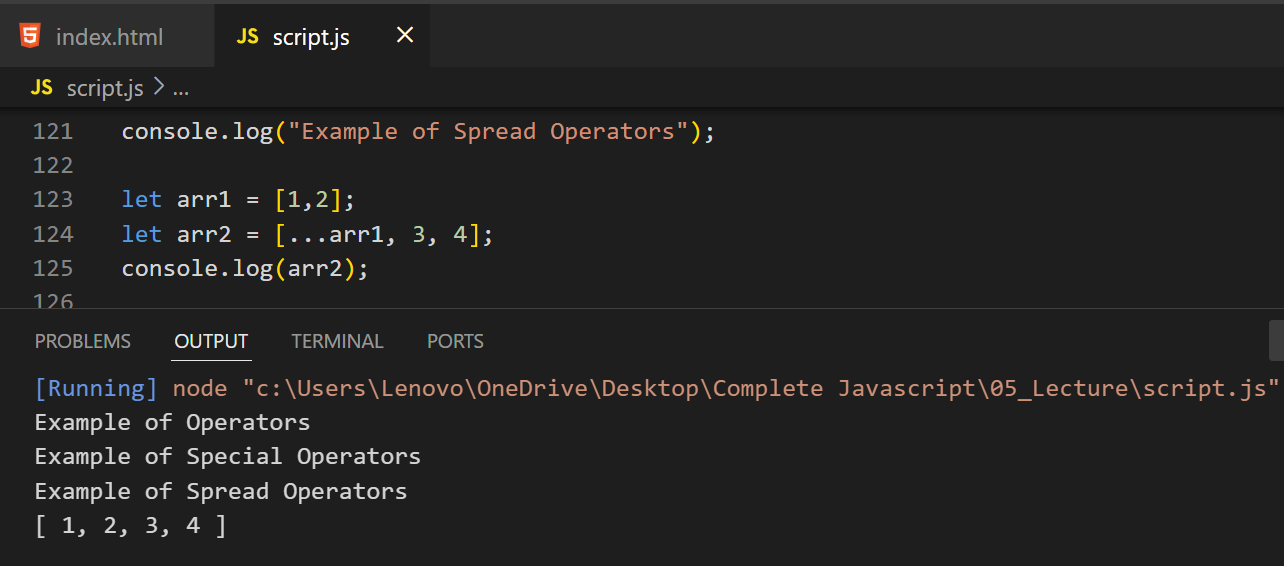 index.html JS script.js ×
JS script.js > ...
121 console.log("Example of Spread Operators");
122
123 let arr1 = [1,2];
124 let arr2 = [...arr1, 3, 4];
125 console.log(arr2);
126
PROBLEMS OUTPUT TERMINAL PORTS
[Running] node "c:\Users\Lenovo\OneDrive\Desktop\Complete Javascript\05_Lecture\script.js"
Example of Operators
Example of Special Operators
Example of Spread Operators
[ 1, 2, 3, 4 ]